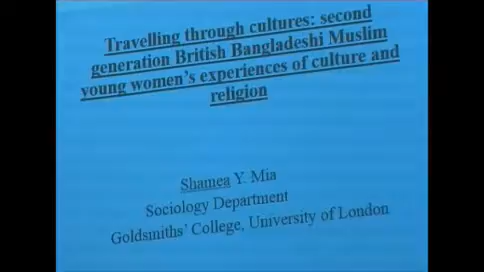 Travelling through cultures: second
generation British Bangladeshi Muslim
young women's experiences of culture and
religion
Shamea Y. Mia
Sociology Department
Goldsmiths' College, University of London